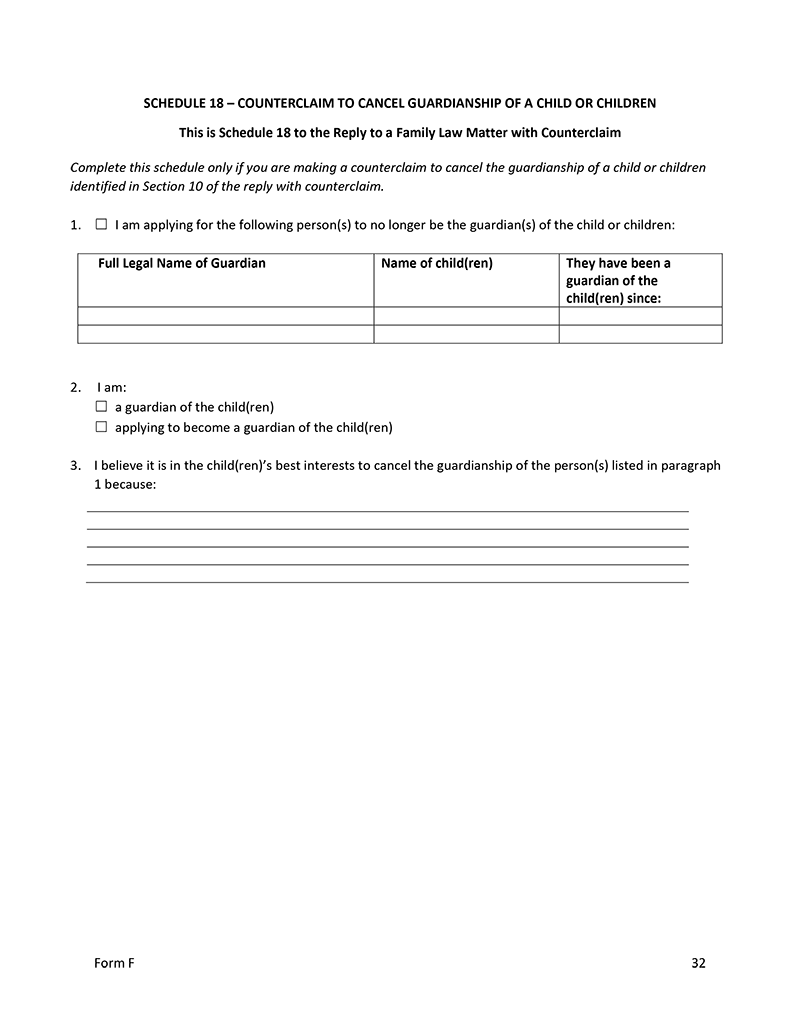 SCHEDULE 18 – COUNTERCLAIM TO CANCEL GUARDIANSHIP OF A CHILD OR CHILDREN
This is Schedule 18 to the Reply to a Family Law Matter with Counterclaim
Complete this schedule only if you are making a counterclaim to cancel the guardianship of a child or children
identified in Section 10 of the reply with counterclaim.
1. ☐ I am applying for the following person(s) to no longer be the guardian(s) of the child or children:
Full Legal Name of Guardian
Name of child(ren)
They have been a
guardian of the
child(ren) since:
2. I am:
☐ a guardian of the child(ren)
☐ applying to become a guardian of the child(ren)
3. I believe it is in the child(ren)’s best interests to cancel the guardianship of the person(s) listed in paragraph
1 because:
Form F 32